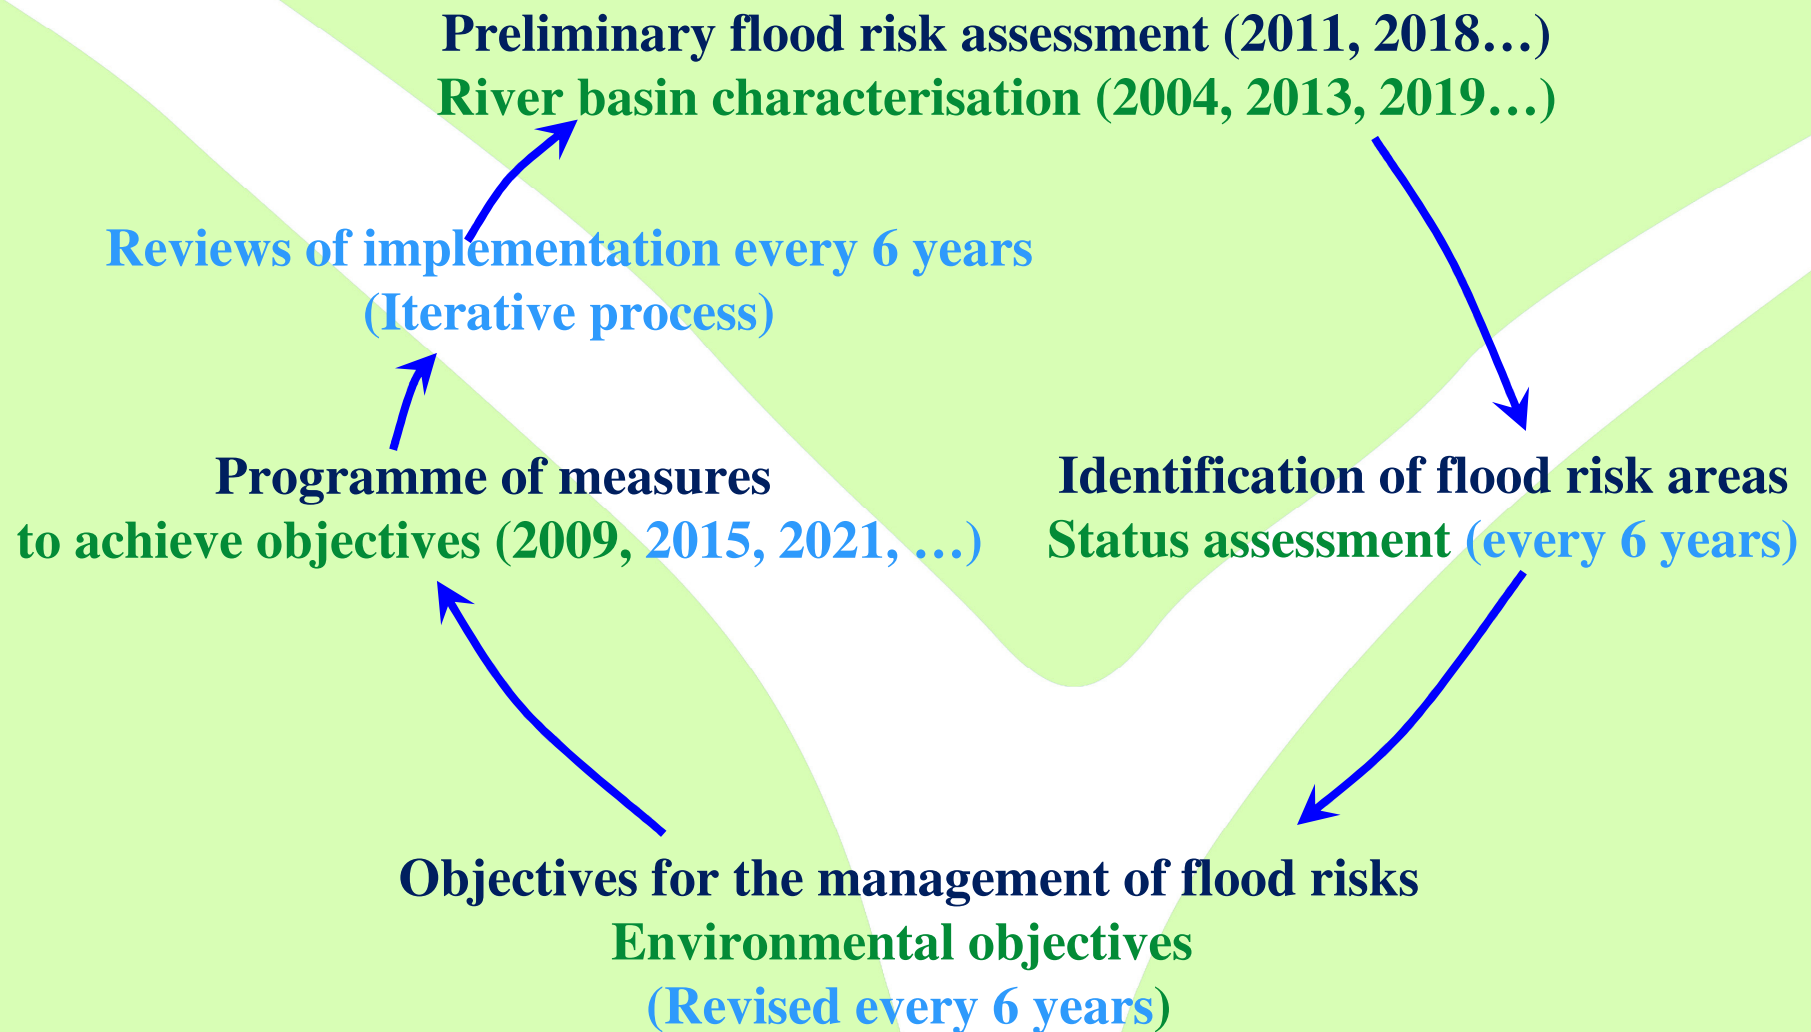 Preliminary flood risk assessment (2011, 2018…)
River basin characterisation (2004, 2013, 2019…)
Reviews of implementation every 6 years
(Iterative process)
Programme of measures
to achieve objectives (2009, 2015, 2021, …)
Identification of flood risk areas
Status assessment (every 6 years)
Objectives for the management of flood risks
Environmental objectives
(Revised every 6 years)